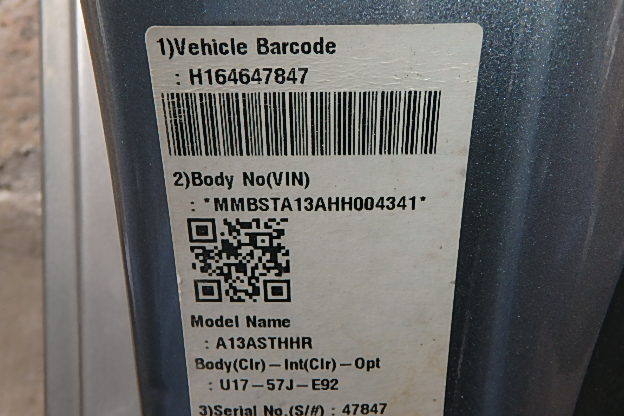 1)Vehicle Barcode
: H164647847
2)Body No(VIN)
: *MMBSTA13AHH004341*
Model Name
: A13ASTHHR
Body(Clr)-Int(Clr)-Opt
: U17-57J-E92
3)Serial No.(S/#) : 47847